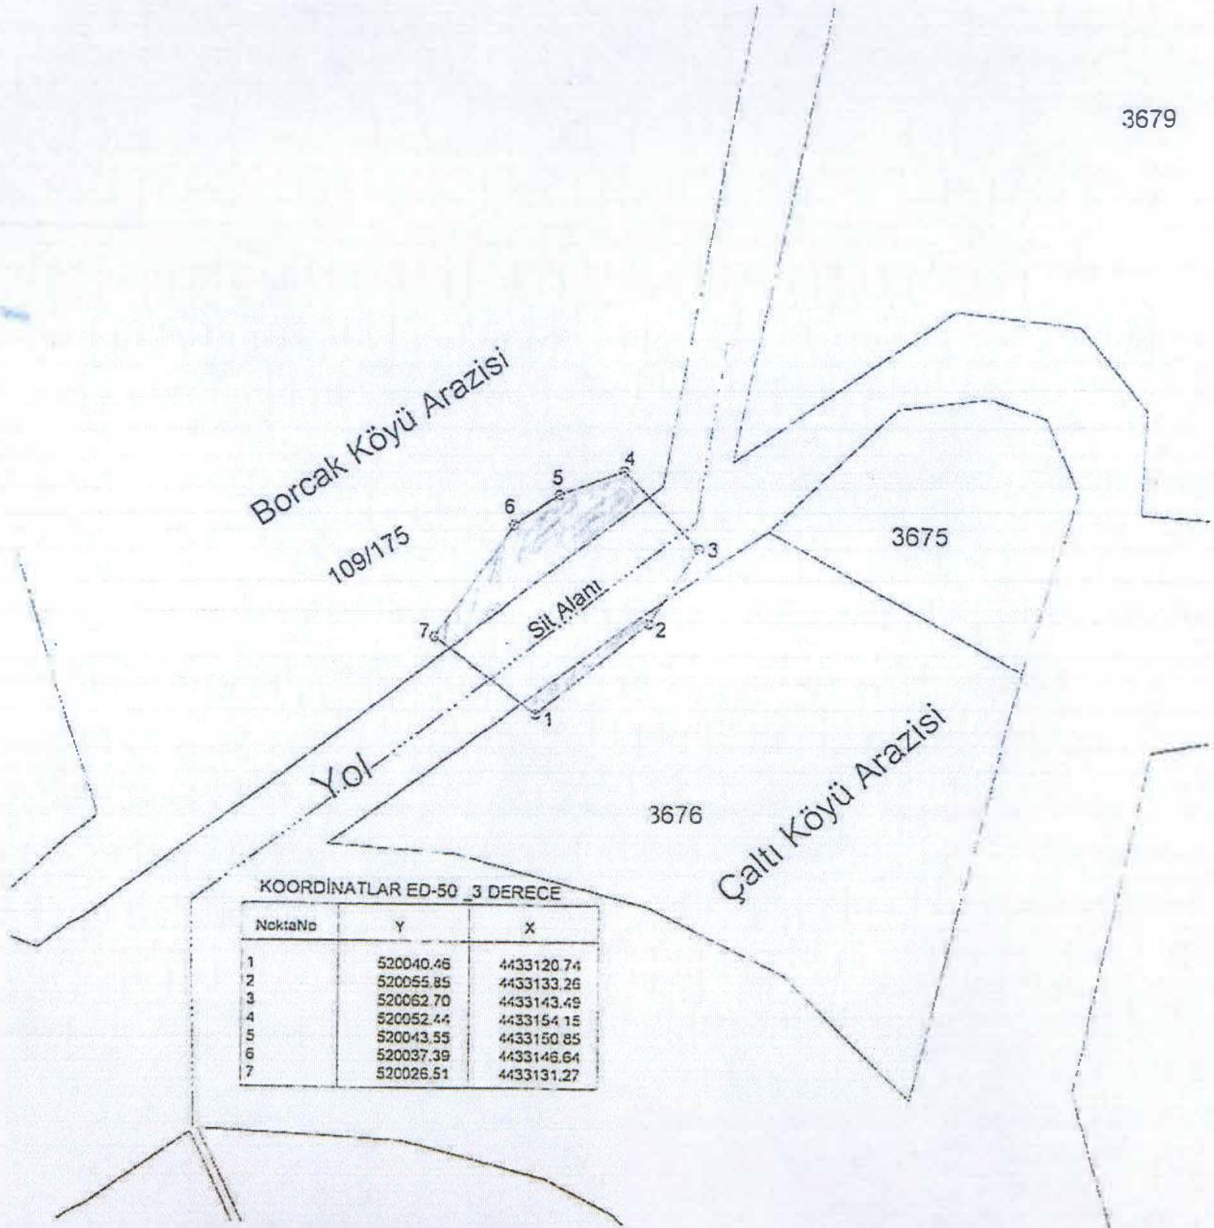 3679
Borcak Köyü Arazisi
109/175
4
5
6
3
7
2
1
Sit Alanı
3675
Yol
3676
Çaltı Köyü Arazisi
KOORDİNATLAR ED-50 _3 DERECE
NoktaNo Y X
1 520040.46 4433120.74
2 520055.85 4433133.26
3 520062.70 4433143.49
4 520052.44 4433154.15
5 520043.55 4433150.85
6 520037.39 4433146.64
7 520026.51 4433131.27